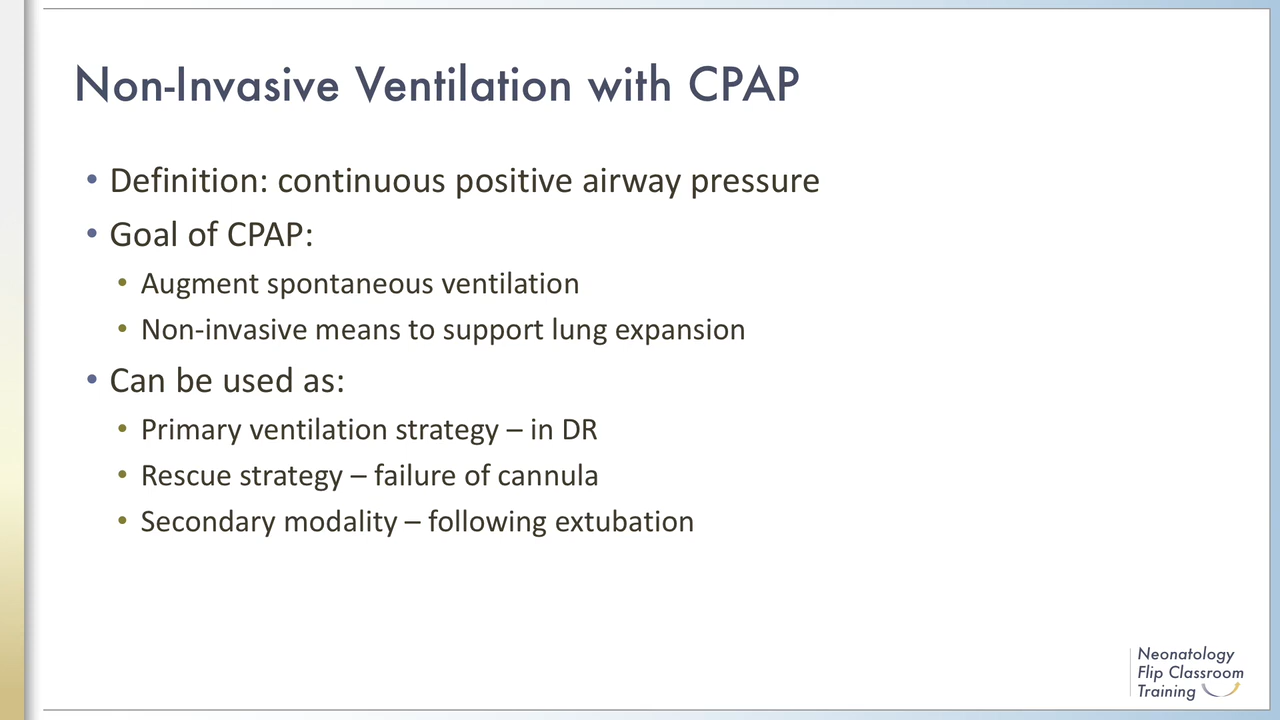 Non-Invasive Ventilation with CPAP
• Definition: continuous positive airway pressure
• Goal of CPAP:
• Augment spontaneous ventilation
• Non-invasive means to support lung expansion
• Can be used as:
• Primary ventilation strategy – in DR
• Rescue strategy – failure of cannula
• Secondary modality – following extubation
Neonatology
Flip Classroom
Training